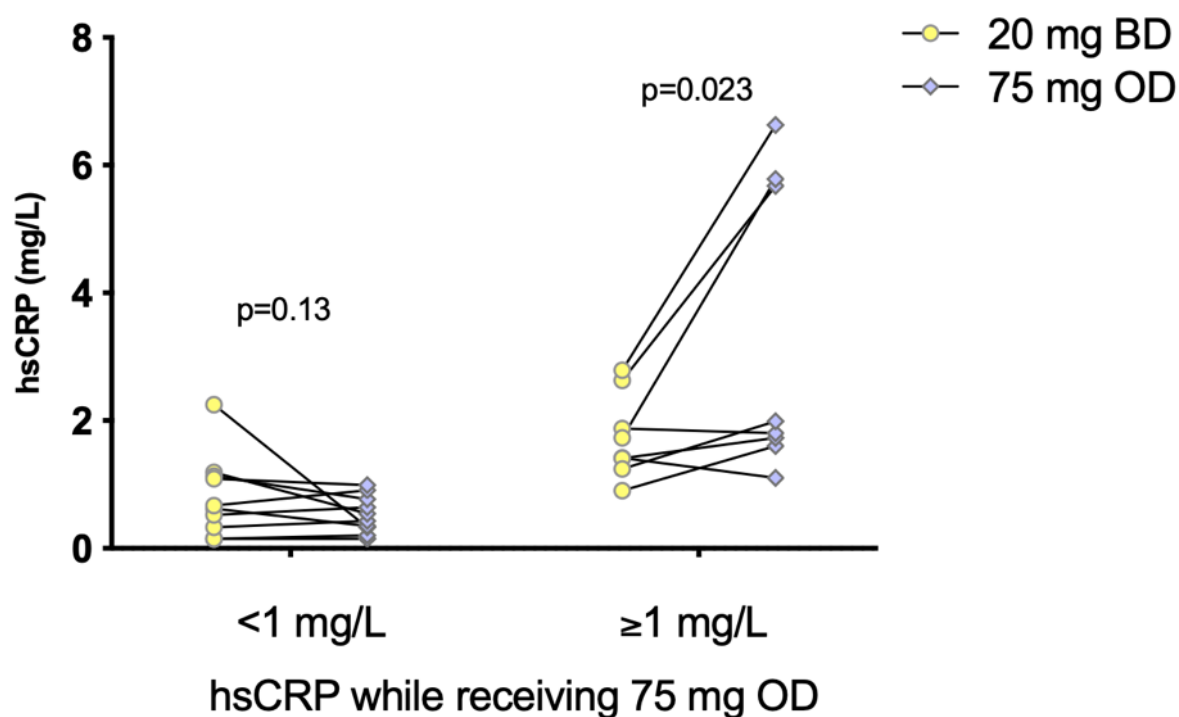 20 mg BD
75 mg OD
8
6
4
2
0
hsCRP (mg/L)
p=0.13
p=0.023
<1 mg/L
≥1 mg/L
hsCRP while receiving 75 mg OD